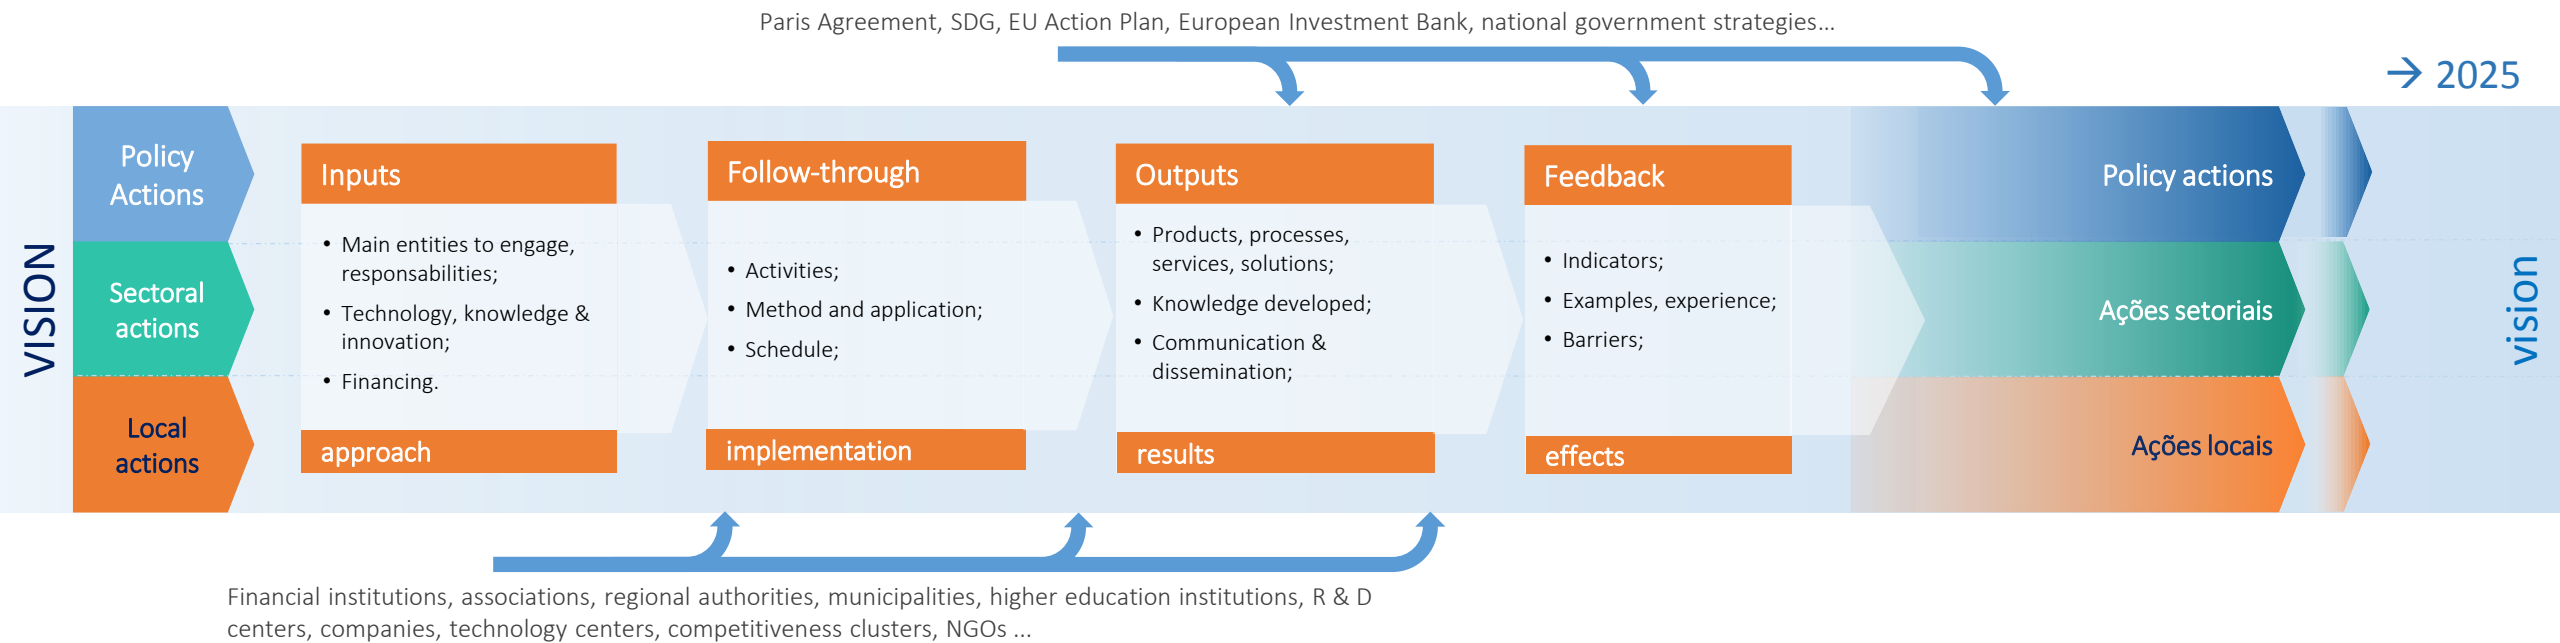 Paris Agreement, SDG, EU Action Plan, European Investment Bank, national government strategies...
→ 2025
VISION
Policy
Actions
Sectoral
actions
Local
actions
Inputs
• Main entities to engage,
responsabilities;
• Technology, knowledge &
innovation;
• Financing.
approach
Follow-through
• Activities;
• Method and application;
• Schedule;
implementation
Outputs
• Products, processes,
services, solutions;
• Knowledge developed;
• Communication &
dissemination;
results
Feedback
• Indicators;
• Examples, experience;
• Barriers;
effects
Policy actions
Ações setoriais
Ações locais
vision
Financial institutions, associations, regional authorities, municipalities, higher education institutions, R & D
centers, companies, technology centers, competitiveness clusters, NGOs ...